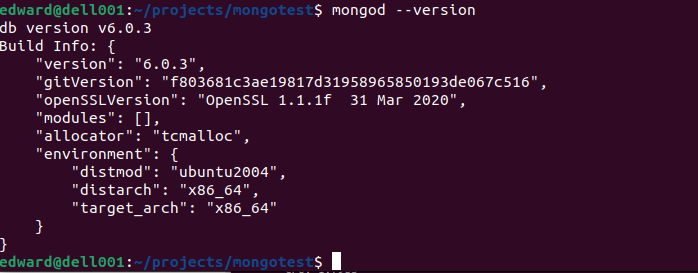 edward@dell001:~/projects/mongotest$ mongod --version
db version v6.0.3
Build Info: {
    "version": "6.0.3",
    "gitVersion": "f803681c3ae19817d31958965850193de067c516",
    "openSSLVersion": "OpenSSL 1.1.1f  31 Mar 2020",
    "modules": [],
    "allocator": "tcmalloc",
    "environment": {
        "distmod": "ubuntu2004",
        "distarch": "x86_64",
        "target_arch": "x86_64"
    }
}
edward@dell001:~/projects/mongotest$